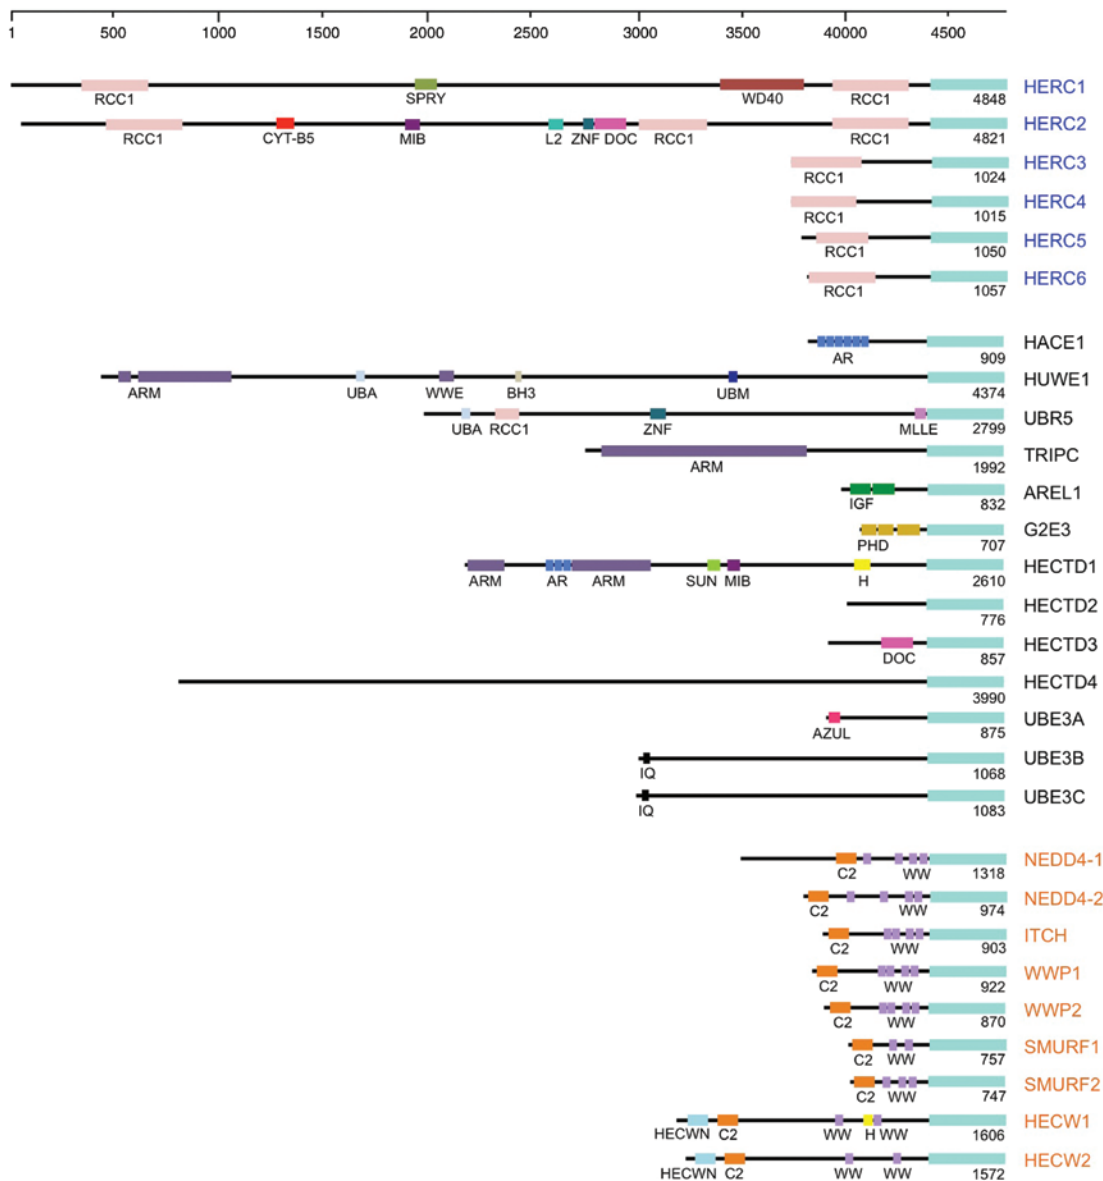 1 500 1000 1500 2000 2500 3000 3500 40000 4500
HERC1
RCC1 SPRY WD40 RCC1 4848
HERC2
RCC1 CYT-B5 MIB L2 ZNF DOC RCC1 RCC1 4821
HERC3
RCC1 1024
HERC4
RCC1 1015
HERC5
RCC1 1050
HERC6
RCC1 1057
HACE1
AR 909
HUWE1
ARM UBA WWE BH3 UBM 4374
UBR5
UBA RCC1 ZNF MLLE 2799
TRIPC
ARM 1992
AREL1
IGF 832
G2E3
PHD 707
HECTD1
ARM AR ARM SUN MIB H 2610
HECTD2
776
HECTD3
DOC 857
HECTD4
3990
UBE3A
AZUL 875
UBE3B
IQ 1068
UBE3C
IQ 1083
NEDD4-1
C2 WW 1318
NEDD4-2
C2 WW 974
ITCH
C2 WW 903
WWP1
C2 WW 922
WWP2
C2 WW 870
SMURF1
C2 WW 757
SMURF2
C2 WW 747
HECW1
HECWN C2 WW H WW 1606
HECW2
HECWN C2 WW WW 1572